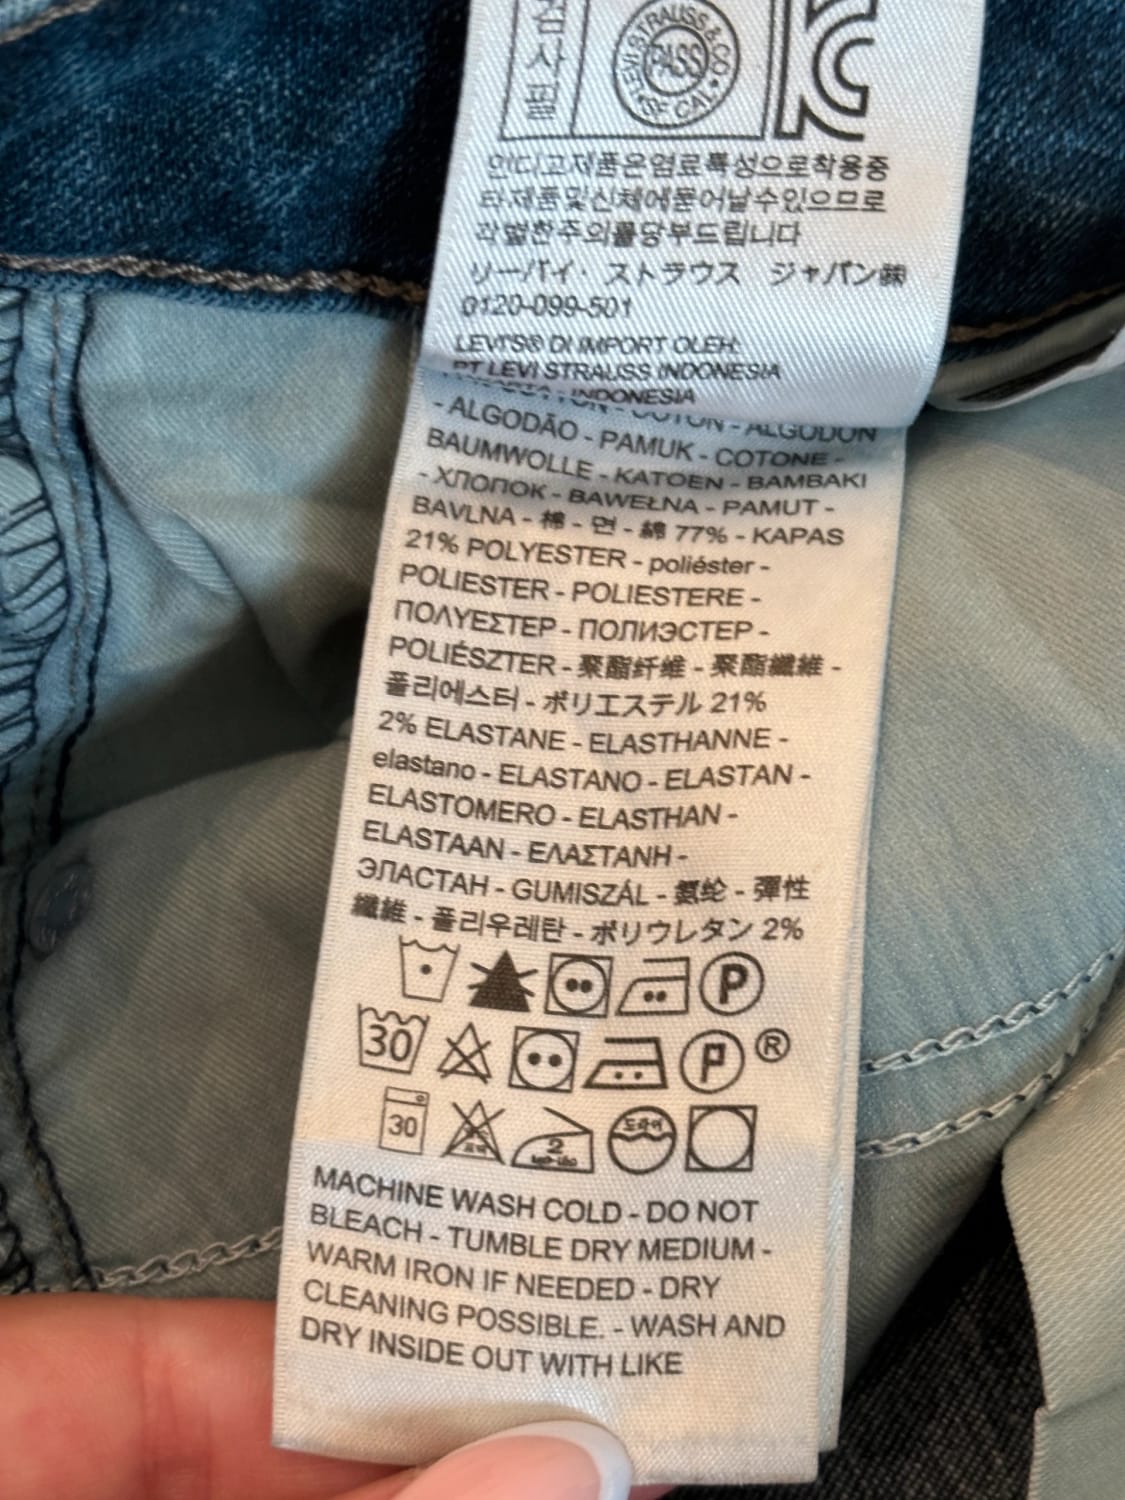 검사필
LEVI STRAUSS & CO. • SF CAL •
PASS
인디고제품은염료특성으로착용중
타제품및신체에묻어날수있으므로
각별한주의를당부드립니다
リーバイ・ストラウス ジャパン㈱
0120-099-501
LEVI'S® DI IMPORT OLEH:
PT LEVI STRAUSS INDONESIA
INDONESIA
COTON - ALGODON
- ALGODÃO - PAMUK - COTONE -
BAUMWOLLE - KATOEN - BAMBAKI
- ХЛОПОК - BAWEŁNA - PAMUT -
BAVLNA - 棉 - 면 - 綿 77% - KAPAS
21% POLYESTER - poliéster -
POLIESTER - POLIESTERE -
ΠΟΛΥΕΣΤΕΡ - ПОЛИЭСТЕР -
POLIÉSZTER - 聚酯纤维 - 聚酯纖維 -
폴리에스터 - ポリエステル 21%
2% ELASTANE - ELASTHANNE -
elastano - ELASTANO - ELASTAN -
ELASTOMERO - ELASTHAN -
ELASTAAN - ΕΛΑΣΤΑΝΗ -
ЭЛАСТАН - GUMISZÁL - 氨纶 - 彈性
纖維 - 폴리우레탄 - ポリウレタン 2%
P
30 P ®
30 표백 2 드라이
MACHINE WASH COLD - DO NOT
BLEACH - TUMBLE DRY MEDIUM -
WARM IRON IF NEEDED - DRY
CLEANING POSSIBLE. - WASH AND
DRY INSIDE OUT WITH LIKE